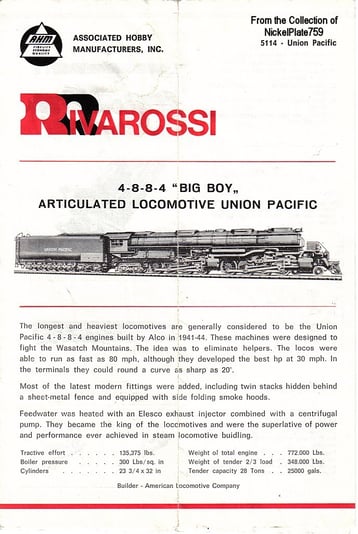 AHM
FIDELITY
ECONOMY
QUALITY
ASSOCIATED HOBBY
MANUFACTURERS, INC.
From the Collection of
NickelPlate759
5114 - Union Pacific
RIVAROSSI
4-8-8-4 “BIG BOY„
ARTICULATED LOCOMOTIVE UNION PACIFIC
UNION PACIFIC
The longest and heaviest locomotives are generally considered to be the Union
Pacific 4 - 8 - 8 - 4 engines built by Alco in 1941-44. These machines were designed to
fight the Wasatch Mountains. The idea was to eliminate helpers. The locos were
able to run as fast as 80 mph, although they developed the best hp at 30 mph. In
the terminals they could round a curve as sharp as 20'.
Most of the latest modern fittings were added, including twin stacks hidden behind
a sheet-metal fence and equipped with side folding smoke hoods.
Feedwater was heated with an Elesco exhaust injector combined with a centrifugal
pump. They became the king of the locomotives and were the superlative of power
and performance ever achieved in steam locomotive buidling.
Tractive effort . . . . . . 135,375 lbs.
Boiler pressure . . . . . 300 Lbs/sq. in
Cylinders . . . . . . . 23 3/4 x 32 in
Weight of total engine . . . 772.000 Lbs.
Weight of tender 2/3 load . 348.000 Lbs.
Tender capacity 28 Tons . . 25000 gals.
Builder - American Locomotive Company